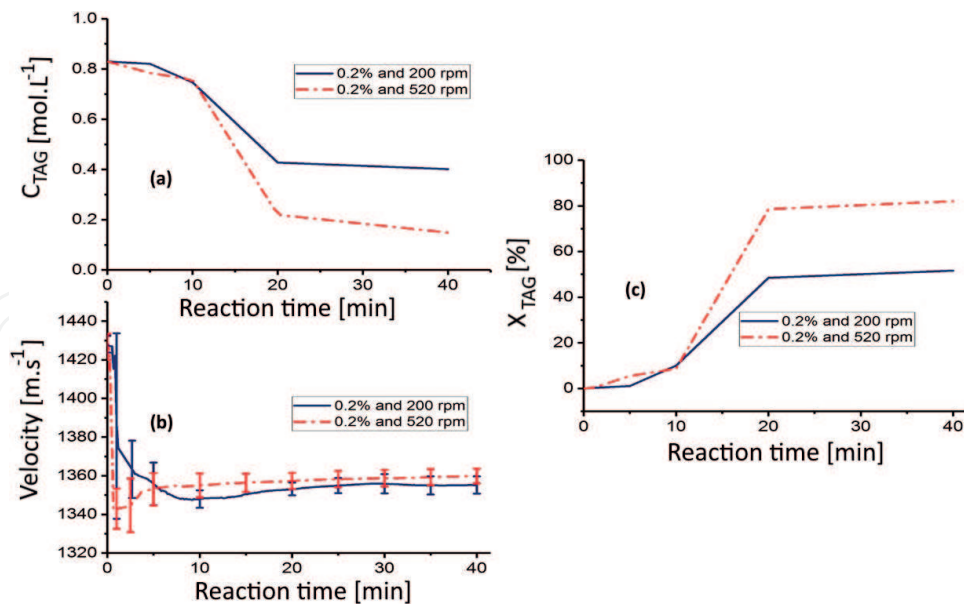 1.0
0.8
0.6
0.4
0.2
0.0
C_TAG [mol.L⁻¹]
0.2% and 200 rpm
0.2% and 520 rpm
(a)
0 10 20 30 40
Reaction time [min]
1440
1420
1400
1380
1360
1340
1320
Velocity [m.s⁻¹]
0.2% and 200 rpm
0.2% and 520 rpm
(b)
0 10 20 30 40
Reaction time [min]
100
80
60
40
20
0
X_TAG [%]
(c)
0.2% and 200 rpm
0.2% and 520 rpm
0 10 20 30 40
Reaction time [min]